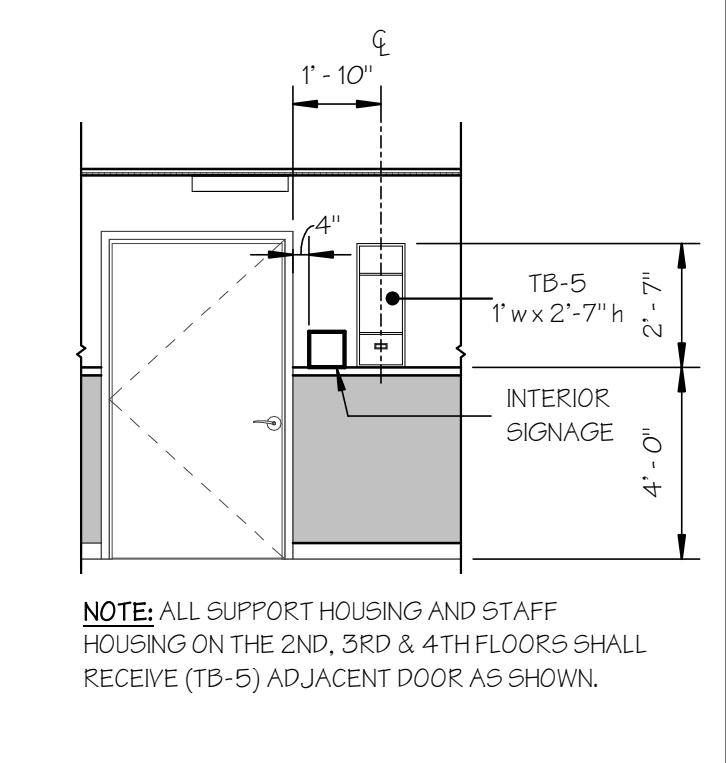 ℄
1' - 10"
4"
TB-5
1' w x 2'-7" h
2' - 7"
INTERIOR
SIGNAGE
4' - 0"
NOTE: ALL SUPPORT HOUSING AND STAFF
HOUSING ON THE 2ND, 3RD & 4TH FLOORS SHALL
RECEIVE (TB-5) ADJACENT DOOR AS SHOWN.